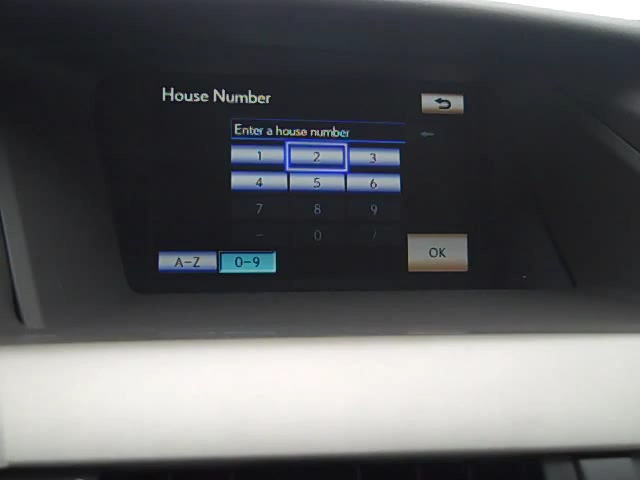 House Number
Enter a house number
1 2 3
4 5 6
7 8 9
- 0 /
A-Z 0-9 OK